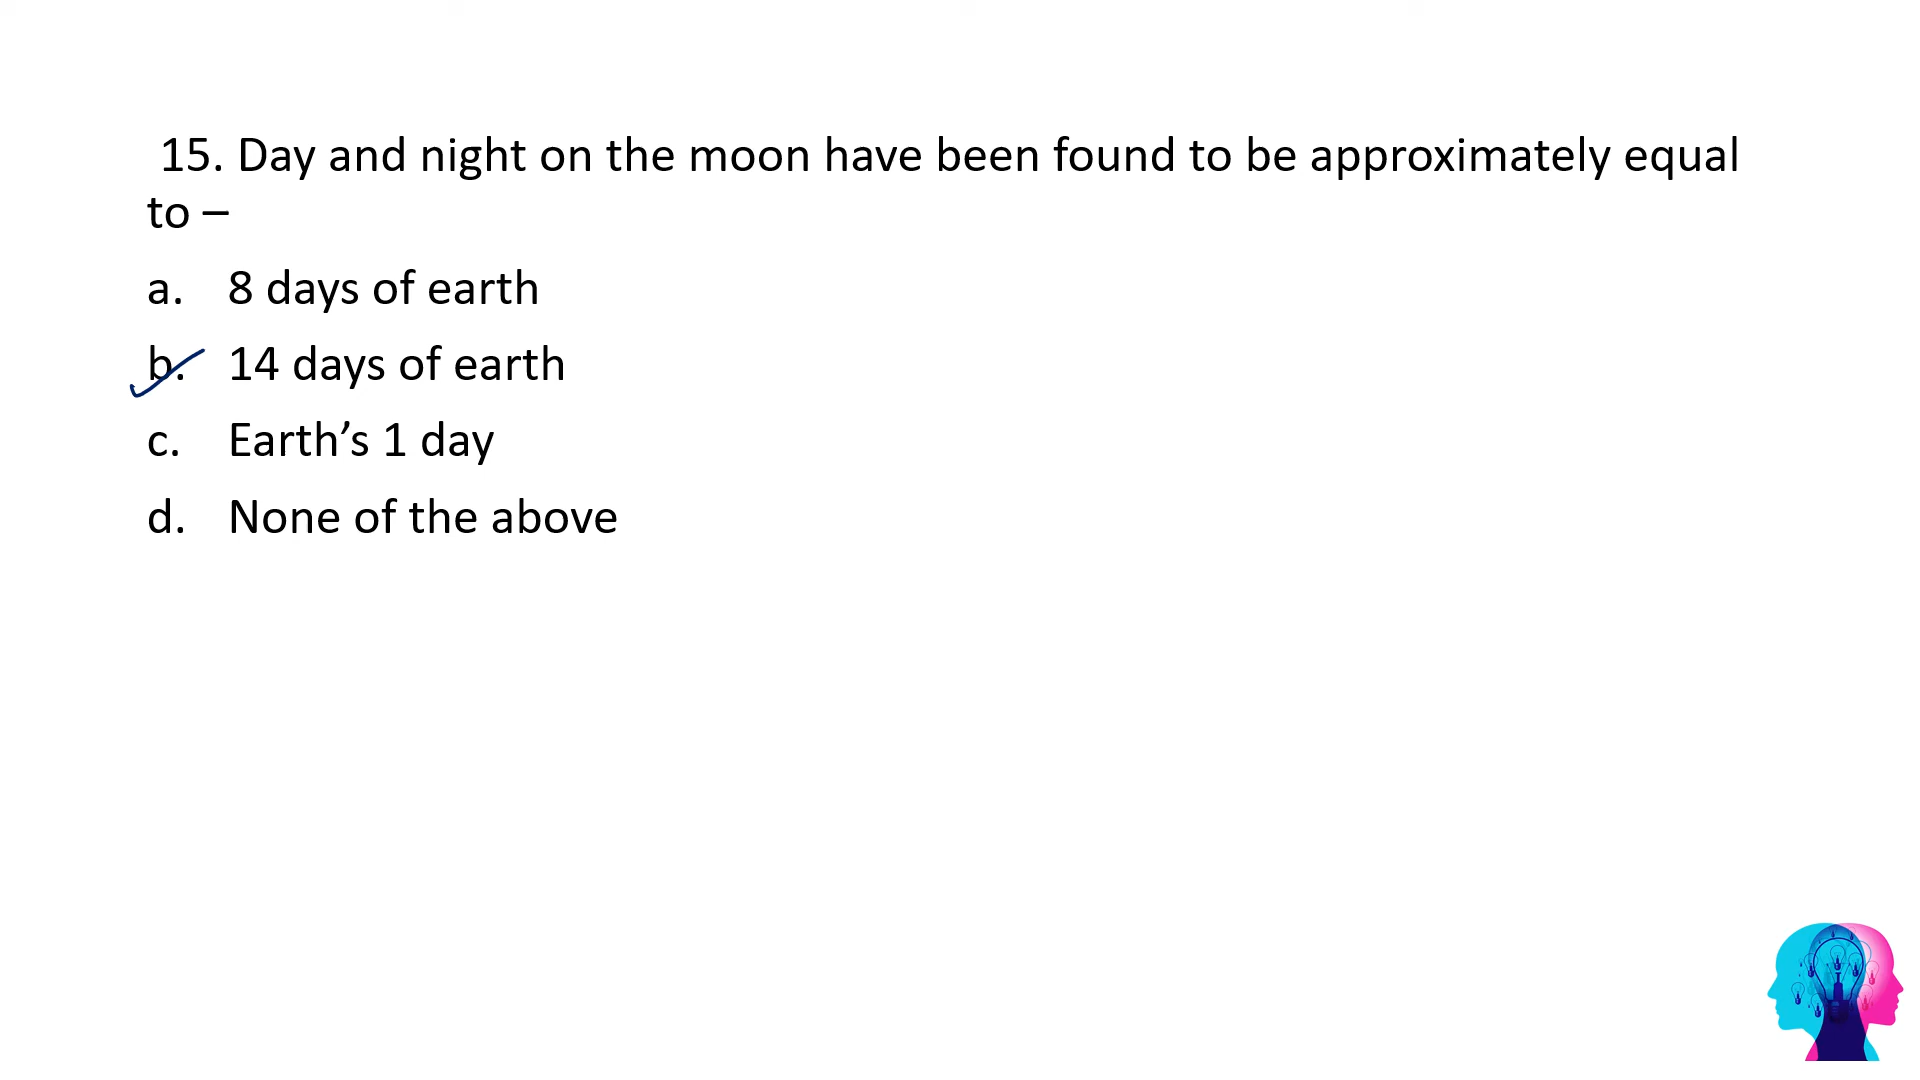 15. Day and night on the moon have been found to be approximately equal
to –
a. 8 days of earth
b. 14 days of earth
c. Earth’s 1 day
d. None of the above